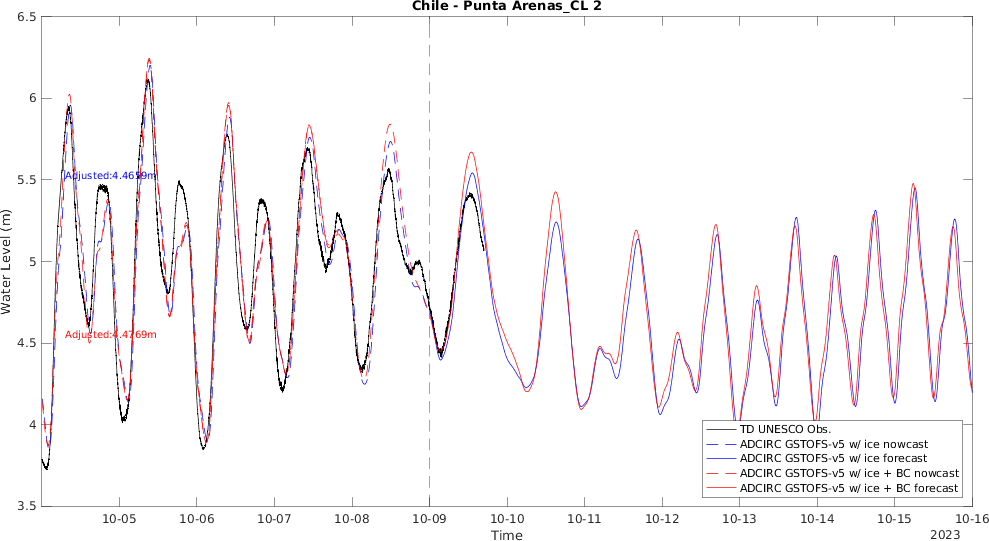 Chile - Punta Arenas_CL 2
6.5
6
5.5
5
4.5
4
3.5
Water Level (m)
Adjusted:4.4659m
Adjusted:4.4769m
TD UNESCO Obs.
ADCIRC GSTOFS-v5 w/ ice nowcast
ADCIRC GSTOFS-v5 w/ ice forecast
ADCIRC GSTOFS-v5 w/ ice + BC nowcast
ADCIRC GSTOFS-v5 w/ ice + BC forecast
10-05 10-06 10-07 10-08 10-09 10-10 10-11 10-12 10-13 10-14 10-15 10-16
Time
2023